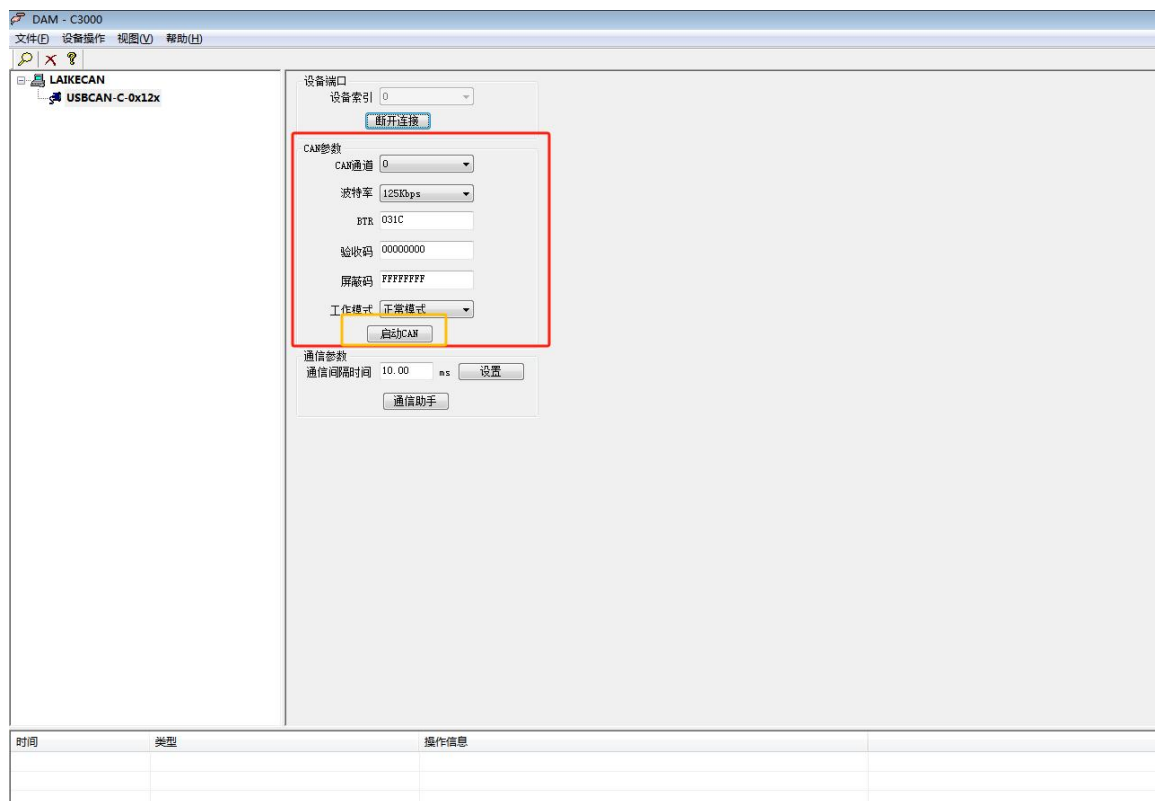 DAM - C3000
文件(F) 设备操作 视图(V) 帮助(H)
LAIKECAN
USBCAN-C-0x12x
设备端口
设备索引 0
断开连接
CAN参数
CAN通道 0
波特率 125Kbps
BTR 031C
验收码 00000000
屏蔽码 FFFFFFFF
工作模式 正常模式
启动CAN
通信参数
通信间隔时间 10.00 ms 设置
通信助手
时间 类型 操作信息